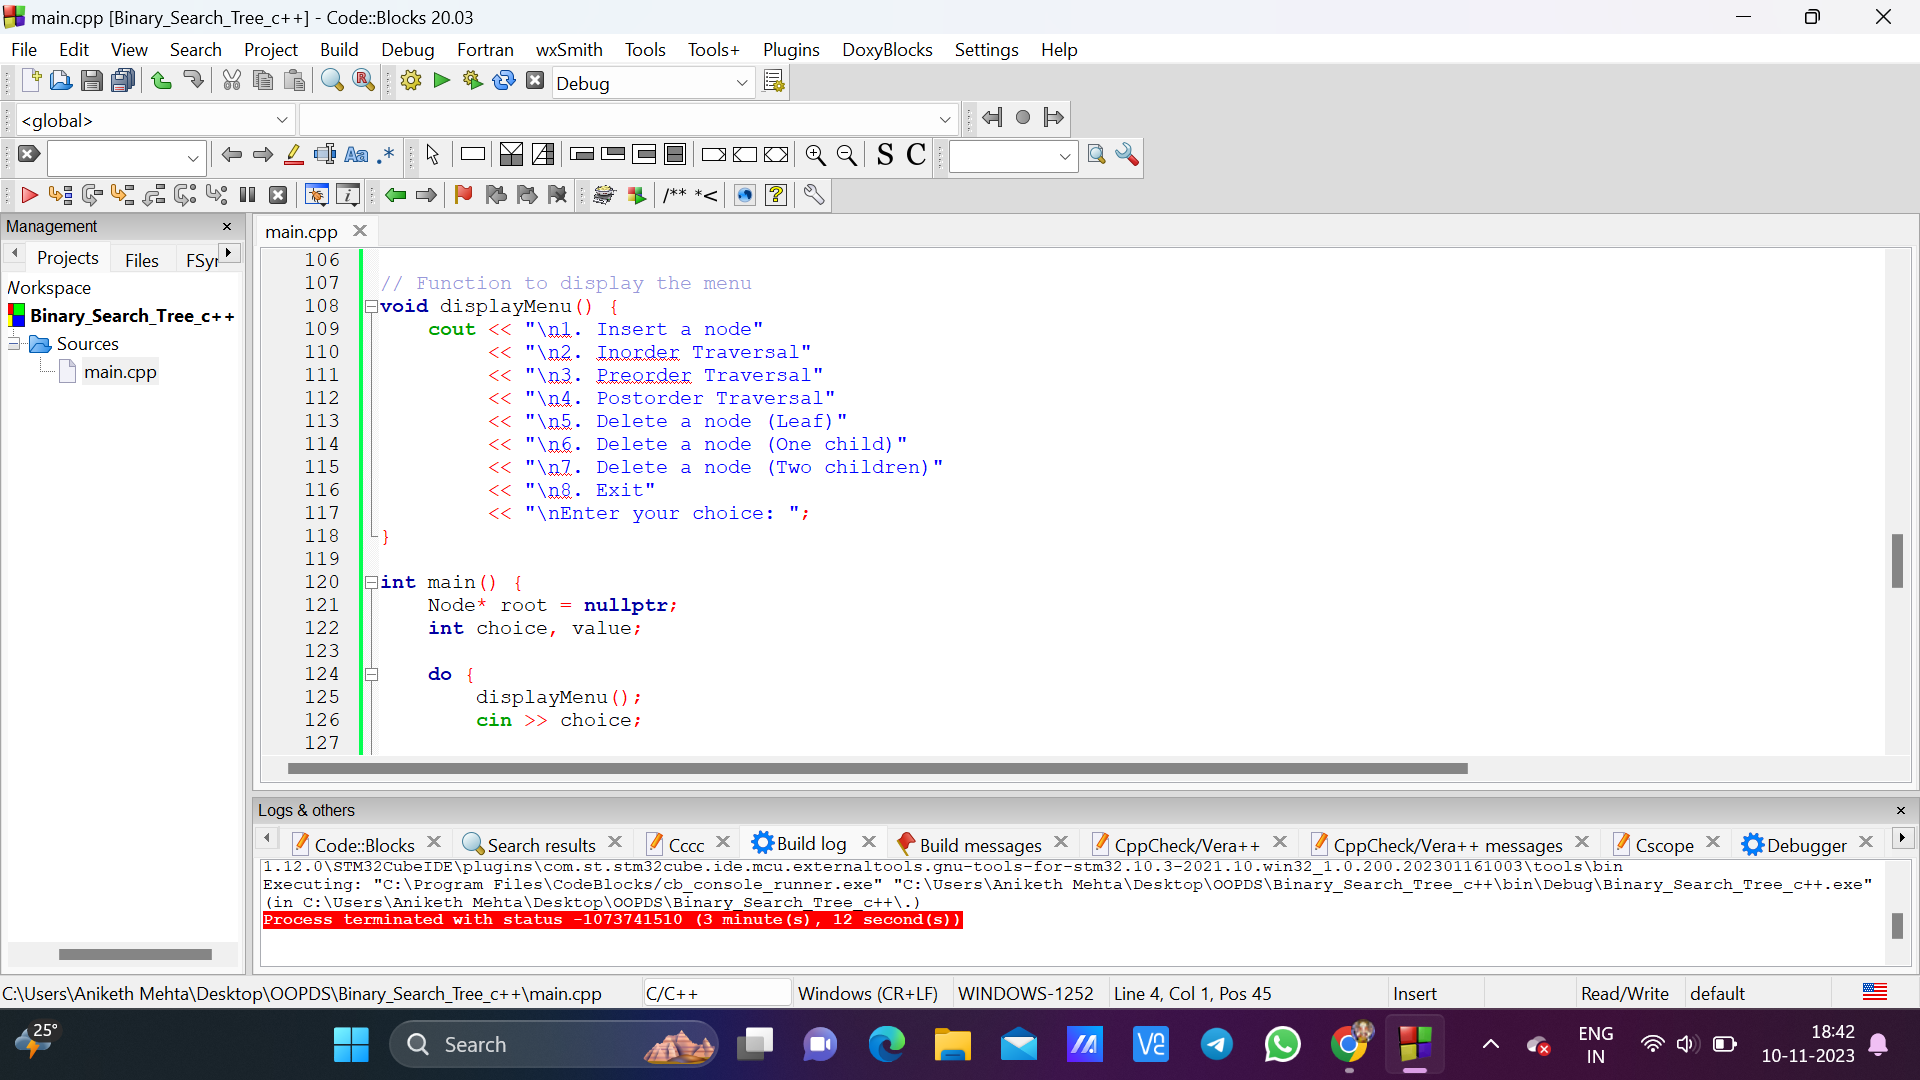 main.cpp [Binary_Search_Tree_c++] - Code::Blocks 20.03
File Edit View Search Project Build Debug Fortran wxSmith Tools Tools+ Plugins DoxyBlocks Settings Help
Debug
<global>
Aa .*
S C
/** *<
Management
main.cpp
Projects Files FSy
Workspace
Binary_Search_Tree_c++
Sources
main.cpp
106
107 // Function to display the menu
108 void displayMenu() {
109 cout << "\n1. Insert a node"
110 << "\n2. Inorder Traversal"
111 << "\n3. Preorder Traversal"
112 << "\n4. Postorder Traversal"
113 << "\n5. Delete a node (Leaf)"
114 << "\n6. Delete a node (One child)"
115 << "\n7. Delete a node (Two children)"
116 << "\n8. Exit"
117 << "\nEnter your choice: ";
118 }
119
120 int main() {
121 Node* root = nullptr;
122 int choice, value;
123
124 do {
125 displayMenu();
126 cin >> choice;
127
Logs & others
Code::Blocks Search results Cccc Build log Build messages CppCheck/Vera++ CppCheck/Vera++ messages Cscope Debugger
1.12.0\STM32CubeIDE\plugins\com.st.stm32cube.ide.mcu.externaltools.gnu-tools-for-stm32.10.3-2021.10.win32_1.0.200.202301161003\tools\bin
Executing: "C:\Program Files\CodeBlocks/cb_console_runner.exe" "C:\Users\Aniketh Mehta\Desktop\OOPDS\Binary_Search_Tree_c++\bin\Debug\Binary_Search_Tree_c++.exe"
(in C:\Users\Aniketh Mehta\Desktop\OOPDS\Binary_Search_Tree_c++\.)
Process terminated with status -1073741510 (3 minute(s), 12 second(s))
C:\Users\Aniketh Mehta\Desktop\OOPDS\Binary_Search_Tree_c++\main.cpp C/C++ Windows (CR+LF) WINDOWS-1252 Line 4, Col 1, Pos 45 Insert Read/Write default
25°
Search
ENG
IN
18:42
10-11-2023